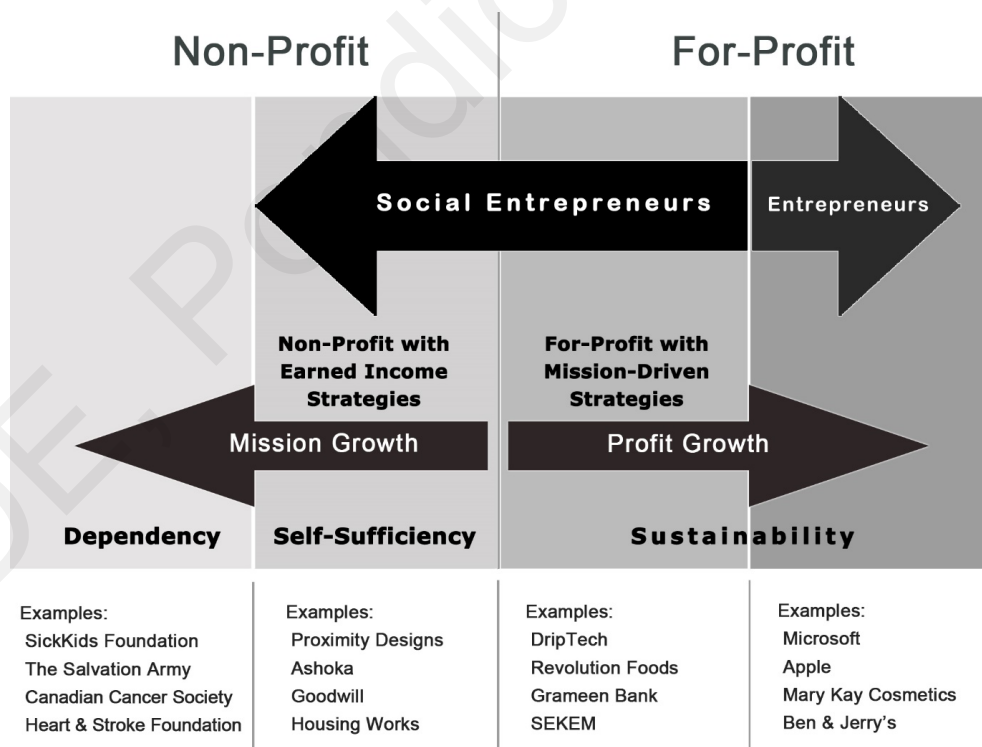 Non-Profit
For-Profit
Social Entrepreneurs
Entrepreneurs
Non-Profit with
Earned Income
Strategies
For-Profit with
Mission-Driven
Strategies
Mission Growth
Profit Growth
Dependency
Self-Sufficiency
Sustainability
Examples:
SickKids Foundation
The Salvation Army
Canadian Cancer Society
Heart & Stroke Foundation
Examples:
Proximity Designs
Ashoka
Goodwill
Housing Works
Examples:
DripTech
Revolution Foods
Grameen Bank
SEKEM
Examples:
Microsoft
Apple
Mary Kay Cosmetics
Ben & Jerry's